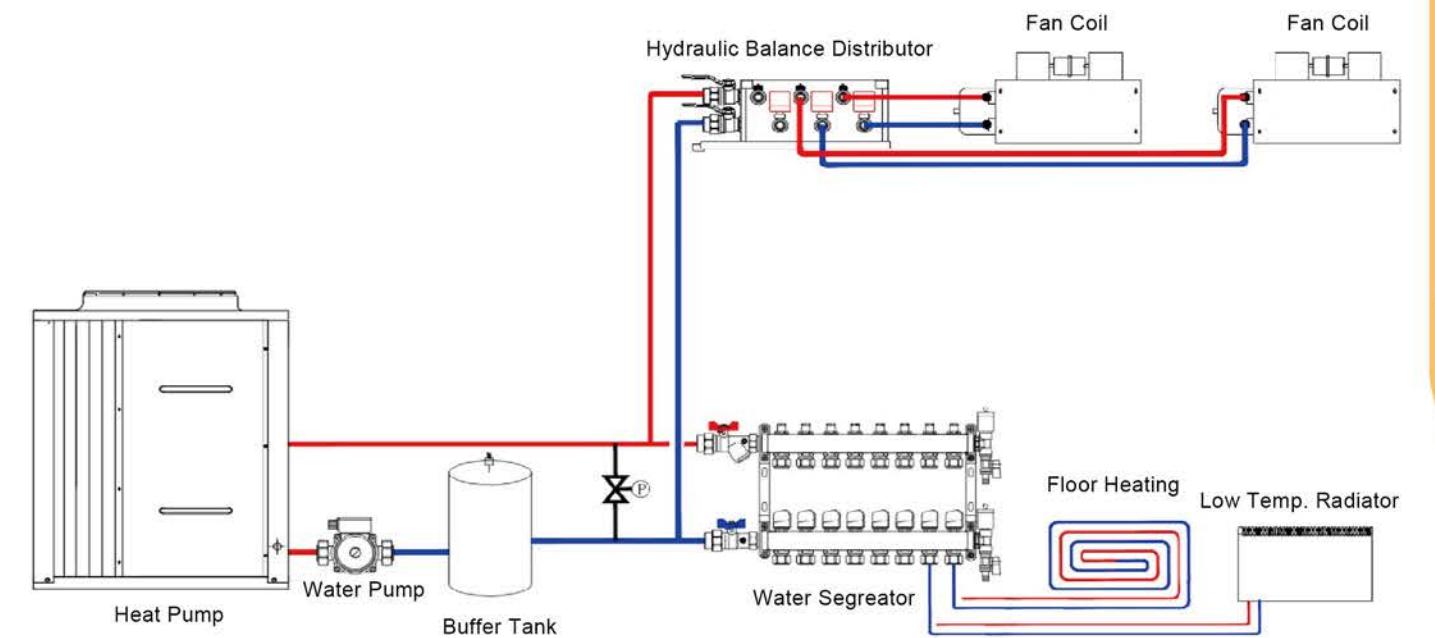 Fan Coil
Fan Coil
Hydraulic Balance Distributor
P
Floor Heating
Low Temp. Radiator
Water Pump
Water Segreator
Heat Pump
Buffer Tank